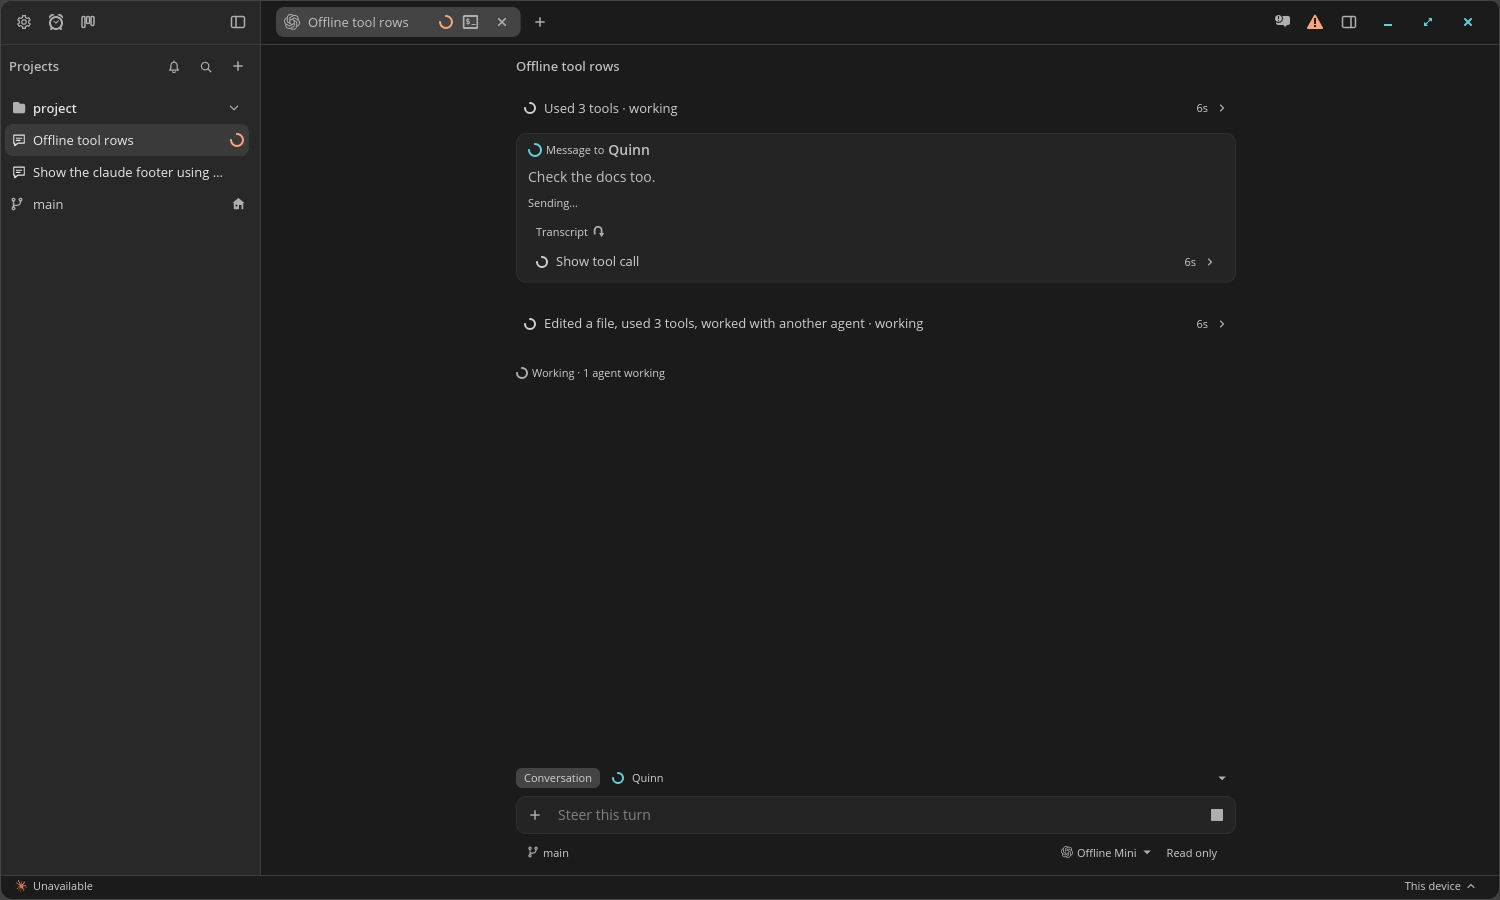 Offline tool rows
Projects
project
Offline tool rows
Show the claude footer using ...
main
Offline tool rows
Used 3 tools · working 6s
Message to Quinn
Check the docs too.
Sending...
Transcript
Show tool call 6s
Edited a file, used 3 tools, worked with another agent · working 6s
Working · 1 agent working
Conversation Quinn
Steer this turn
main Offline Mini Read only
Unavailable This device